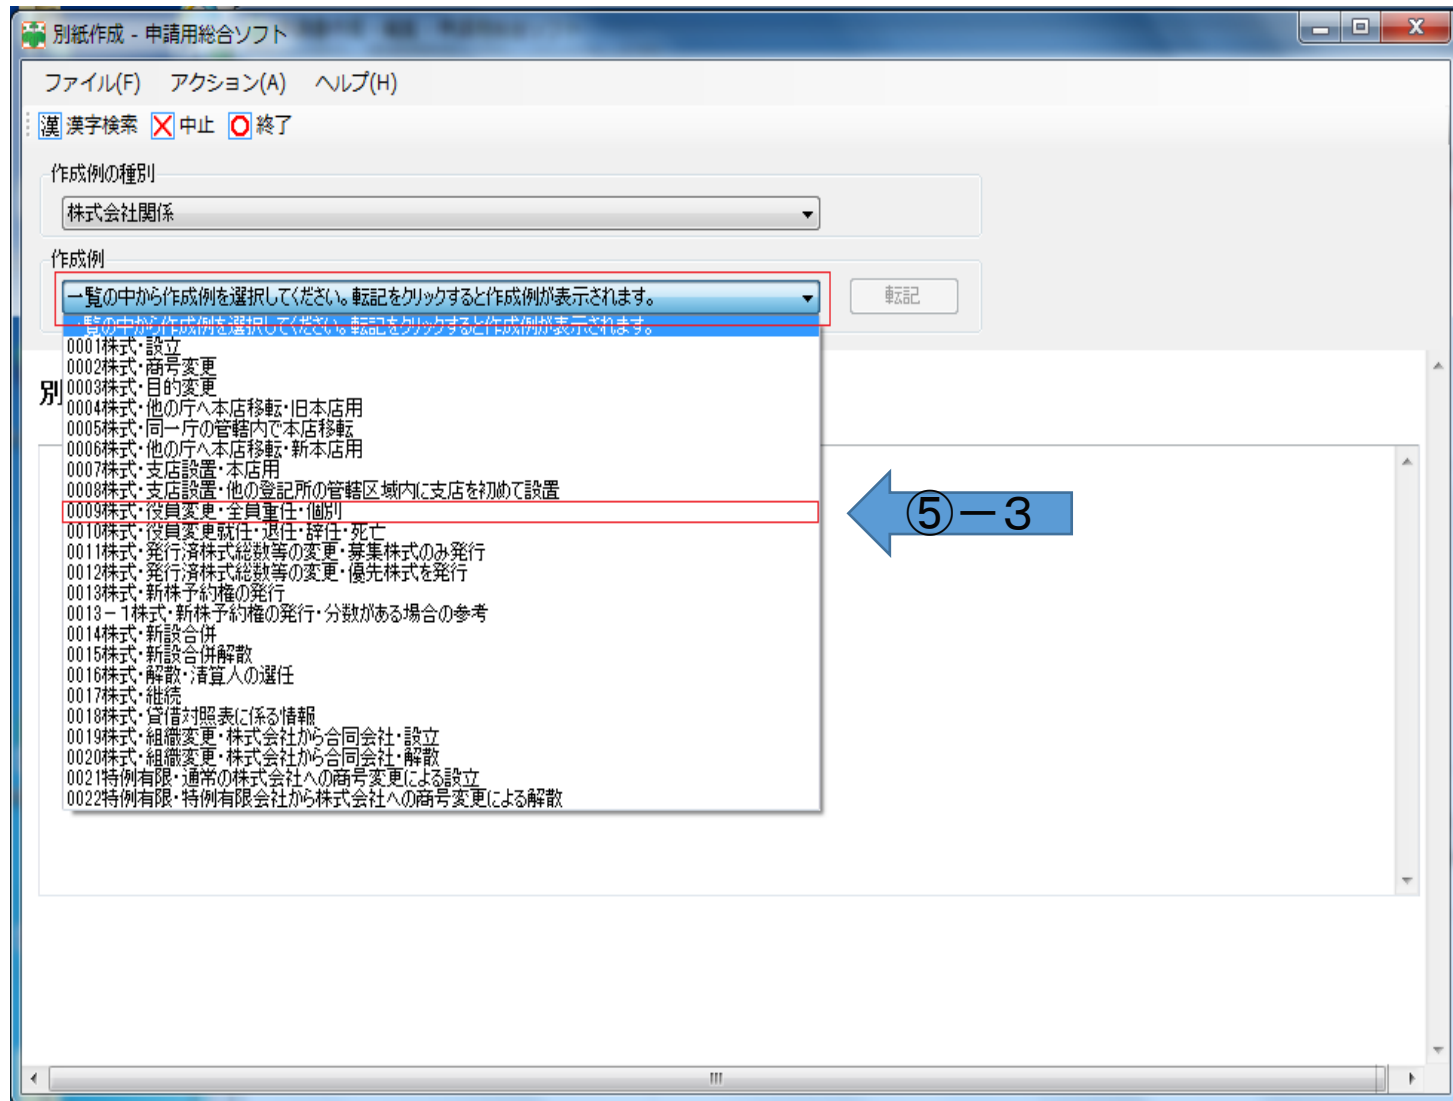 別紙作成 - 申請用総合ソフト
ファイル(F) アクション(A) ヘルプ(H)
漢 漢字検索 中止 終了
作成例の種別
株式会社関係
作成例
一覧の中から作成例を選択してください。転記をクリックすると作成例が表示されます。
転記
一覧の中から作成例を選択してください。転記をクリックすると作成例が表示されます。
0001株式・設立
0002株式・商号変更
別
0003株式・目的変更
0004株式・他の庁へ本店移転・旧本店用
0005株式・同一庁の管轄内で本店移転
0006株式・他の庁へ本店移転・新本店用
0007株式・支店設置・本店用
0008株式・支店設置・他の登記所の管轄区域内に支店を初めて設置
0009株式・役員変更・全員重任・個別
⑤－３
0010株式・役員変更就任・退任・辞任・死亡
0011株式・発行済株式総数等の変更・募集株式のみ発行
0012株式・発行済株式総数等の変更・優先株式を発行
0013株式・新株予約権の発行
0013－1株式・新株予約権の発行・分数がある場合の参考
0014株式・新設合併
0015株式・新設合併解散
0016株式・解散・清算人の選任
0017株式・継続
0018株式・貸借対照表に係る情報
0019株式・組織変更・株式会社から合同会社・設立
0020株式・組織変更・株式会社から合同会社・解散
0021特例有限・通常の株式会社への商号変更による設立
0022特例有限・特例有限会社から株式会社への商号変更による解散